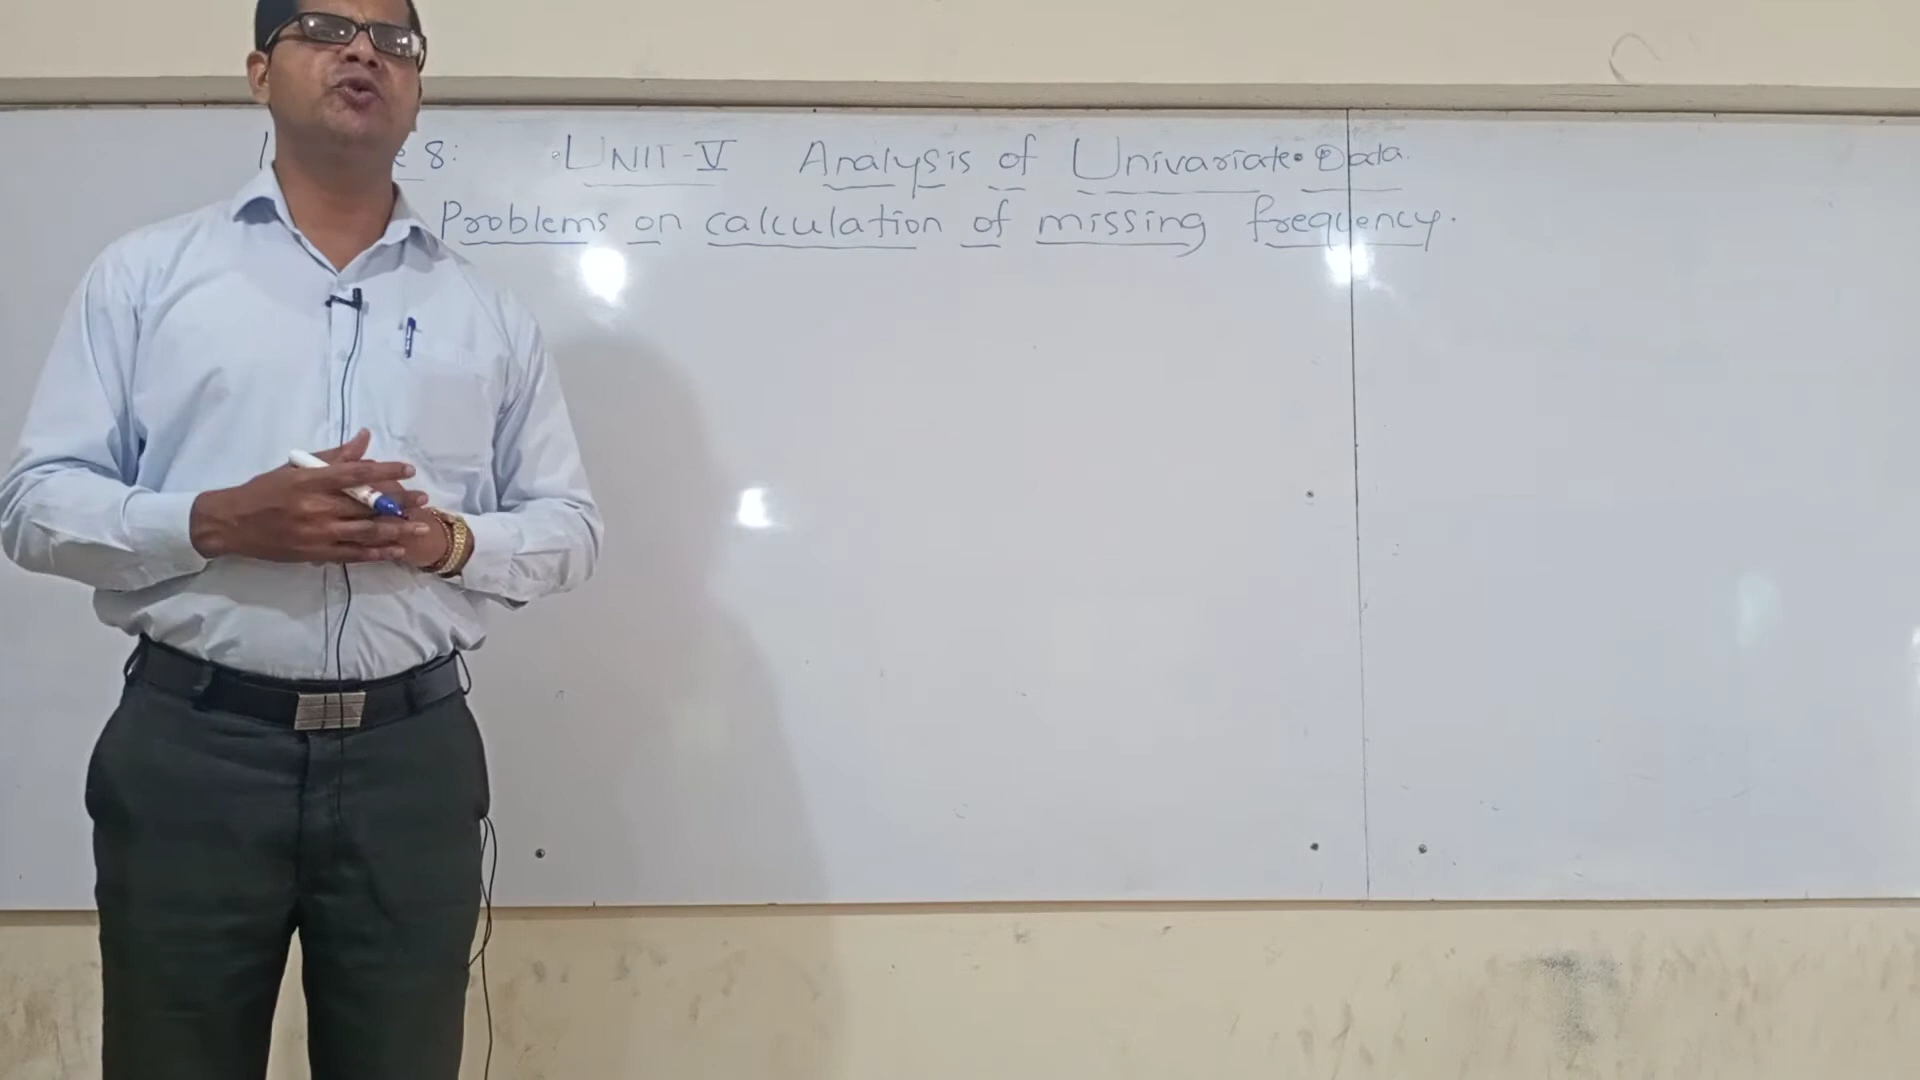 8: UNIT-V Analysis of Univariate Data.
Problems on calculation of missing frequency.